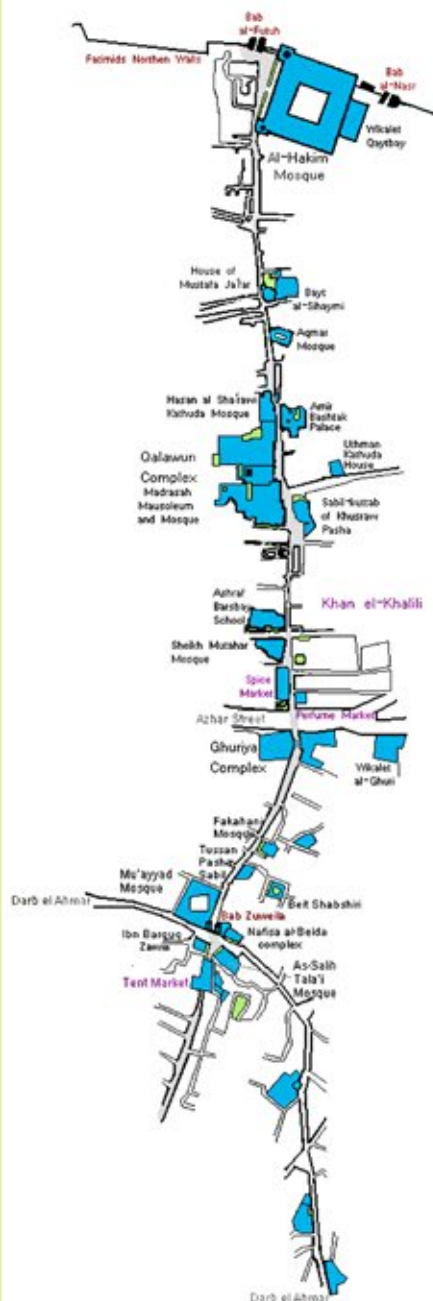 Bab
al-Futuh
Fatimids Northen Walls
Bab
al-Nasr
Wikalet
Qaytbay
Al-Hakim
Mosque
House of
Mustafa Ja'far
Bayt
al-Sihaymi
Aqmar
Mosque
Hasan al Sha'rawi
Kathuda Mosque
Amir
Bashtak
Palace
Uthman
Kathuda
House
Qalawun
Complex
Madrasah
Mausoleum
and Mosque
Sabil-kuttab
of Khusraw
Pasha
Khan el-Khalili
Ashraf
Barsbay
School
Sheikh Mutahar
Mosque
Spice
Market
Azhar Street
Perfume Market
Ghuriya
Complex
Wikalet
al-Ghuri
Fakahani
Mosque
Tussan
Pasha
Sabil
Mu'ayyad
Mosque
Beit Shabshiri
Darb el Ahmar
Bab Zuweila
Ibn Barquq
Zawia
Nafisa al-Beida
complex
As-Salih
Tala'i
Mosque
Tent Market
Darb el Ahmar